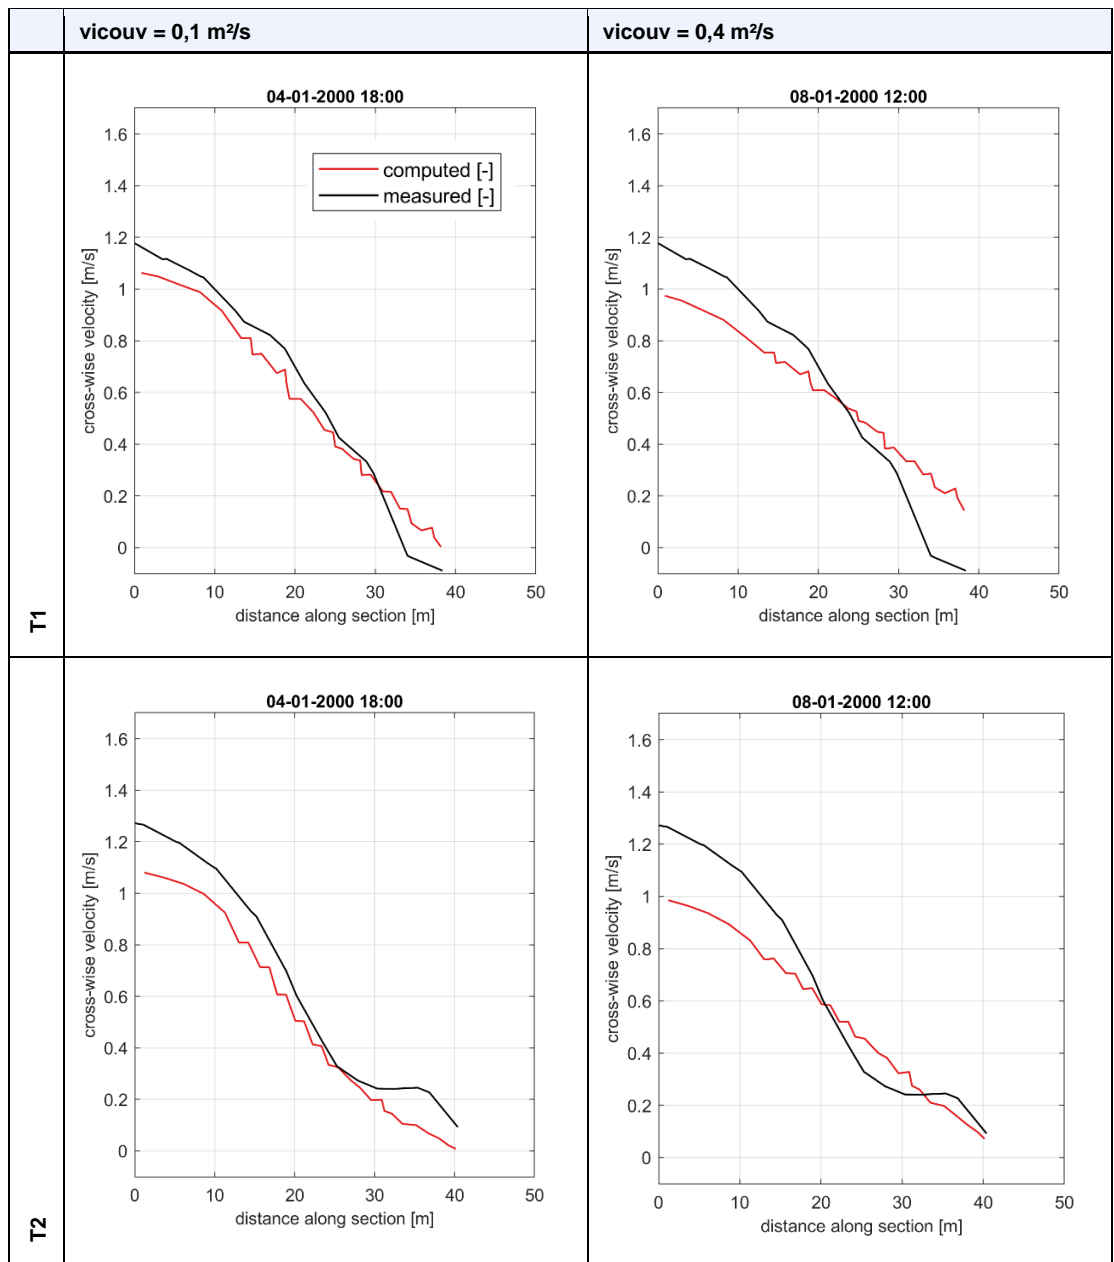 vicouv = 0,1 m²/s
vicouv = 0,4 m²/s
T1
04-01-2000 18:00
1.6
1.4
1.2
1
0.8
0.6
0.4
0.2
0
cross-wise velocity [m/s]
computed [-]
measured [-]
0 10 20 30 40 50
distance along section [m]
08-01-2000 12:00
1.6
1.4
1.2
1
0.8
0.6
0.4
0.2
0
cross-wise velocity [m/s]
0 10 20 30 40 50
distance along section [m]
T2
04-01-2000 18:00
1.6
1.4
1.2
1
0.8
0.6
0.4
0.2
0
cross-wise velocity [m/s]
0 10 20 30 40 50
distance along section [m]
08-01-2000 12:00
1.6
1.4
1.2
1
0.8
0.6
0.4
0.2
0
cross-wise velocity [m/s]
0 10 20 30 40 50
distance along section [m]